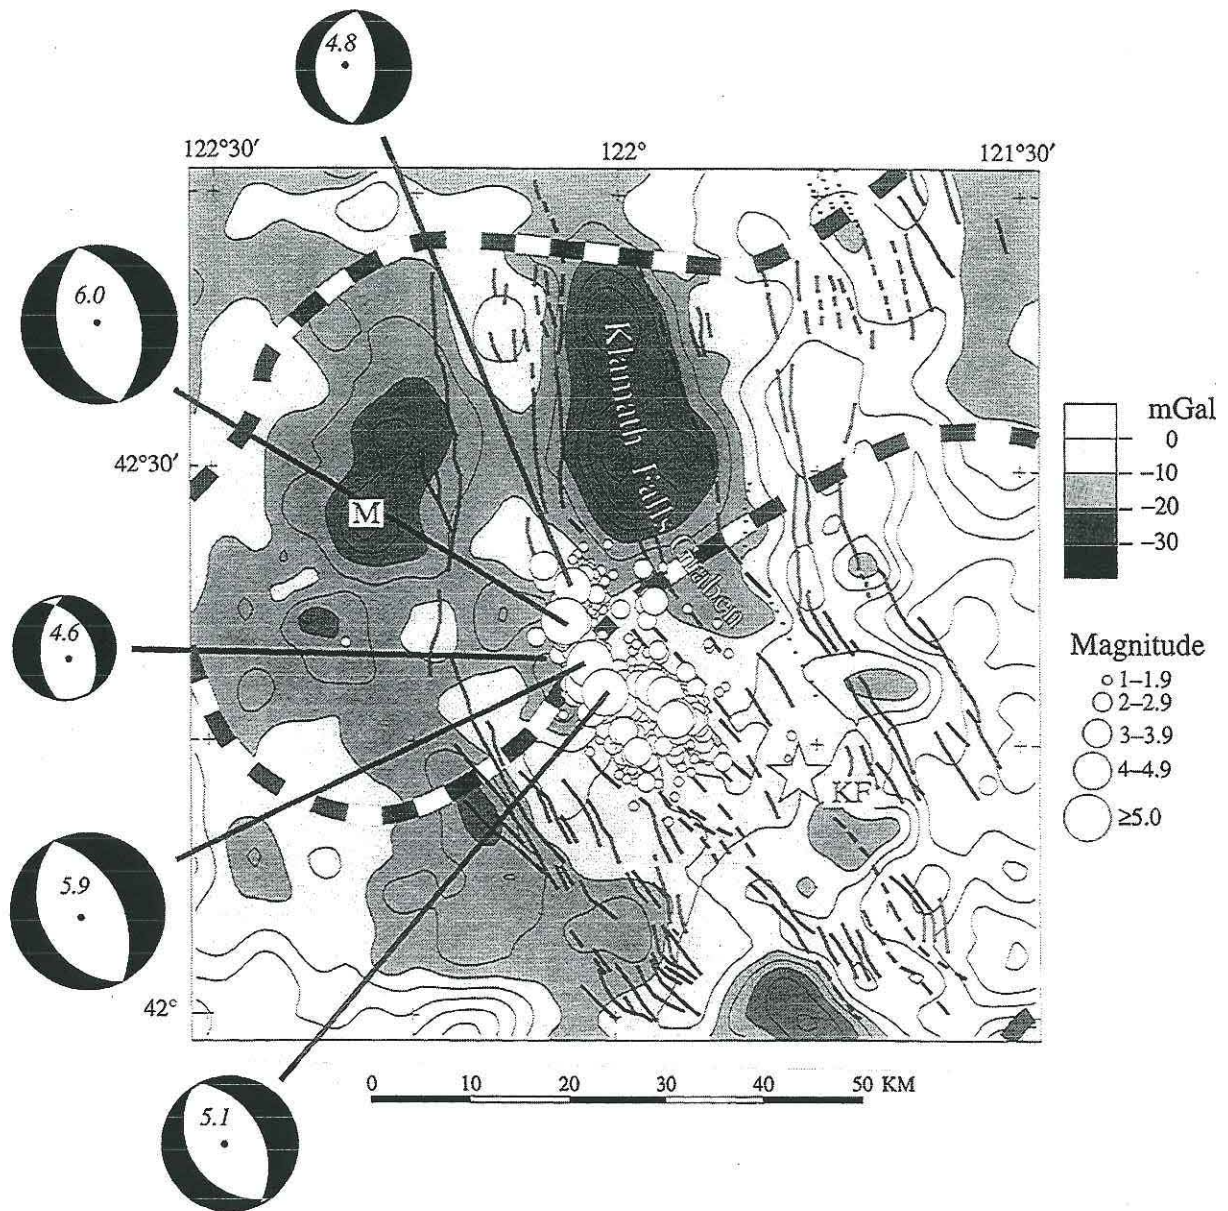 4.8
122°30′ 122° 121°30′
6.0
Klamath Falls Graben
mGal
0
–10
–20
–30
42°30′
M
4.6
Magnitude
1–1.9
2–2.9
3–3.9
4–4.9
≥5.0
KF
5.9
42°
0 10 20 30 40 50 KM
5.1